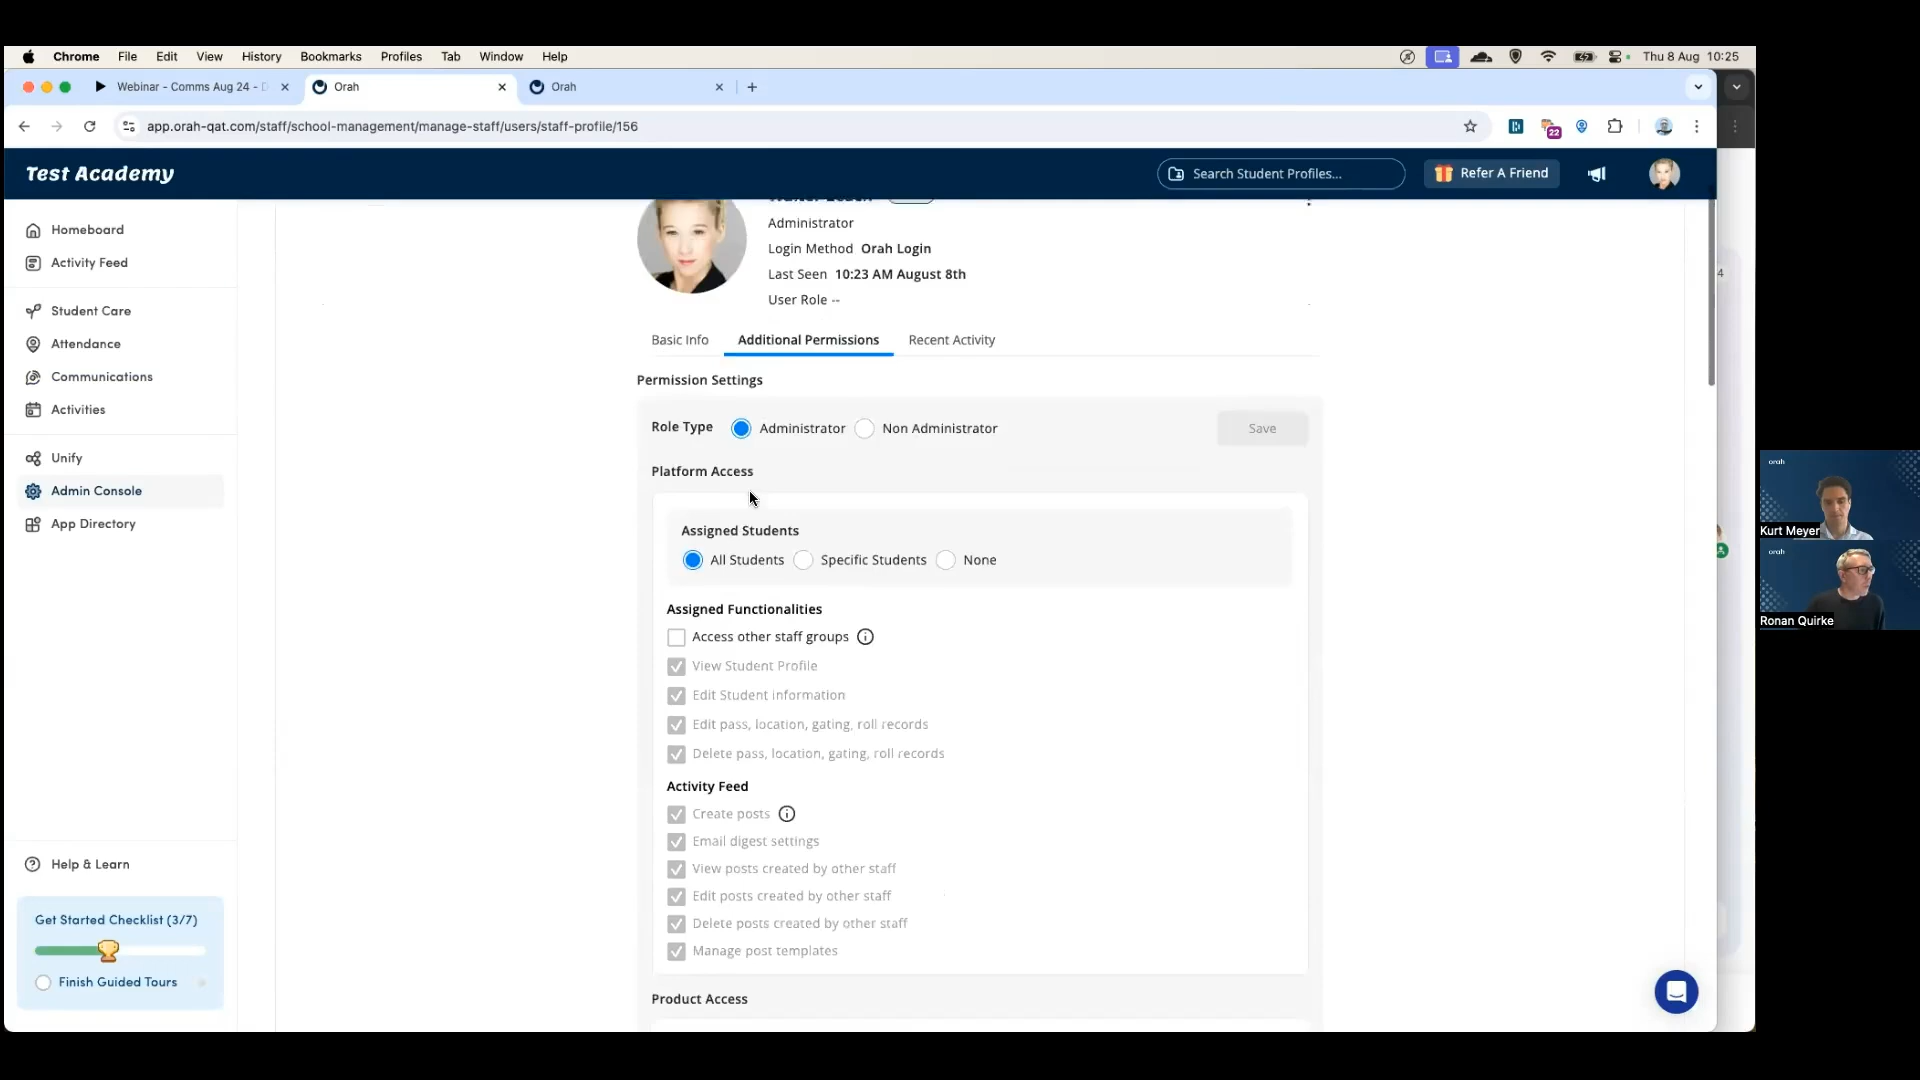 Chrome File Edit View History Bookmarks Profiles Tab Window Help Thu 8 Aug 10:25
Webinar - Comms Aug 24 - Orah Orah
app.orah-qat.com/staff/school-management/manage-staff/users/staff-profile/156 22
Test Academy Search Student Profiles... Refer A Friend
Homeboard
Activity Feed
Student Care
Attendance
Communications
Activities
Unify
Admin Console
App Directory
Help & Learn
Get Started Checklist (3/7)
Finish Guided Tours
Administrator
Login Method Orah Login
Last Seen 10:23 AM August 8th
User Role --
Basic Info Additional Permissions Recent Activity
Permission Settings
Role Type Administrator Non Administrator Save
Platform Access
Assigned Students
All Students Specific Students None
Assigned Functionalities
Access other staff groups
View Student Profile
Edit Student information
Edit pass, location, gating, roll records
Delete pass, location, gating, roll records
Activity Feed
Create posts
Email digest settings
View posts created by other staff
Edit posts created by other staff
Delete posts created by other staff
Manage post templates
Product Access
4
orah
Kurt Meyer
orah
Ronan Quirke